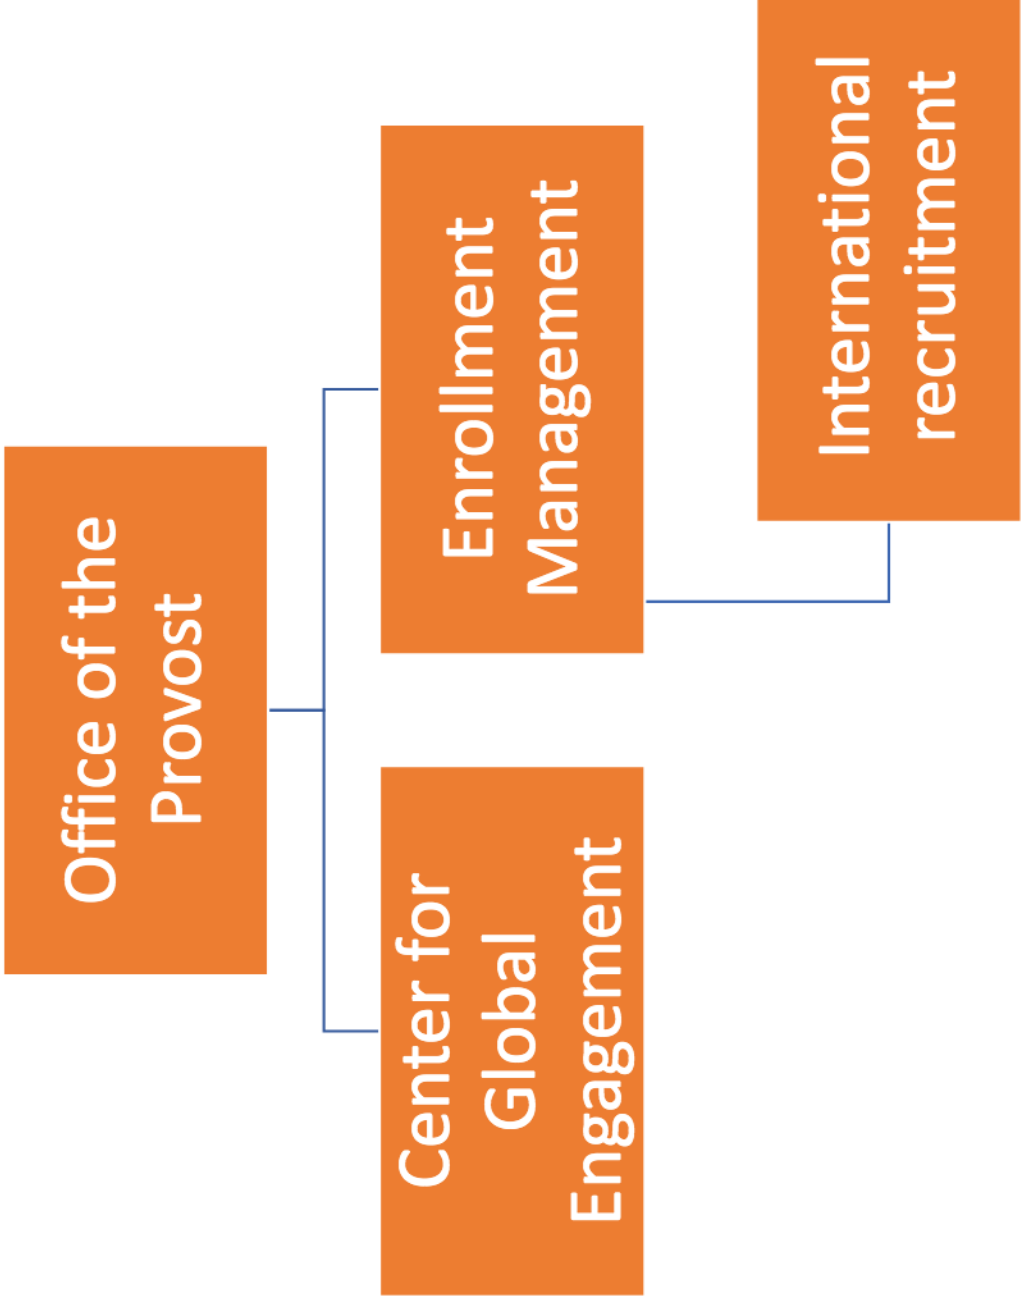 Office of the
Provost
Center for
Global
Engagement
Enrollment
Management
International
recruitment